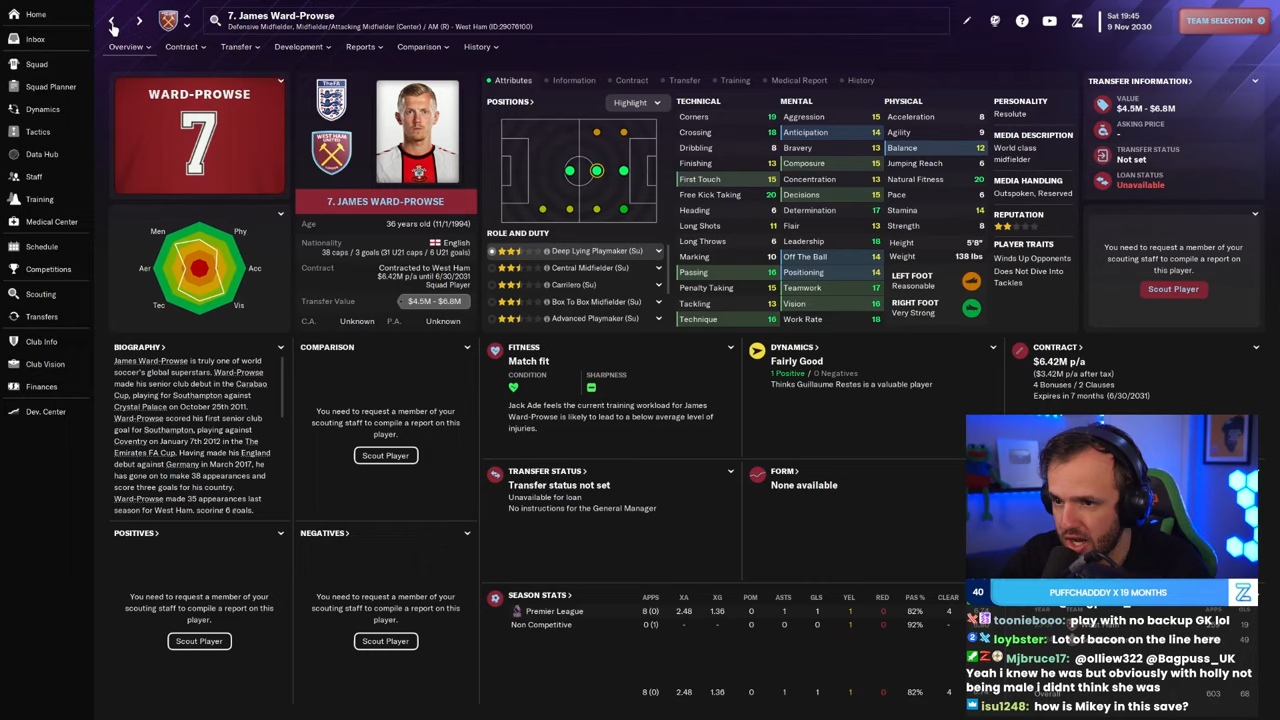 Home
Inbox
Squad
Squad Planner
Dynamics
Tactics
Data Hub
Staff
Training
Medical Center
Schedule
Competitions
Scouting
Transfers
Club Info
Club Vision
Finances
Dev. Center
7. James Ward-Prowse
Defensive Midfielder, Midfielder/Attacking Midfielder (Center) / AM (R) - West Ham (ID:29076100)
Sat 19:45
9 Nov 2030
TEAM SELECTION
Overview
Contract
Transfer
Development
Reports
Comparison
History
WARD-PROWSE
7
Men
Phy
Aer
Acc
Tec
Vis
7. JAMES WARD-PROWSE
Age 36 years old (11/1/1994)
Nationality English
38 caps / 3 goals (31 U21 caps / 6 U21 goals)
Contract Contracted to West Ham
$6.42M p/a until 6/30/2031
Squad Player
Transfer Value $4.5M - $6.8M
C.A. Unknown P.A. Unknown
Attributes
Information
Contract
Transfer
Training
Medical Report
History
POSITIONS>
Highlight
ROLE AND DUTY
Deep Lying Playmaker (Su)
Central Midfielder (Su)
Carrilero (Su)
Box To Box Midfielder (Su)
Advanced Playmaker (Su)
TECHNICAL
Corners 19
Crossing 18
Dribbling 8
Finishing 13
First Touch 15
Free Kick Taking 20
Heading 6
Long Shots 11
Long Throws 6
Marking 10
Passing 16
Penalty Taking 15
Tackling 13
Technique 16
MENTAL
Aggression 15
Anticipation 14
Bravery 13
Composure 15
Concentration 13
Decisions 15
Determination 17
Flair 13
Leadership 18
Off The Ball 14
Positioning 14
Teamwork 17
Vision 16
Work Rate 18
PHYSICAL
Acceleration 8
Agility 9
Balance 12
Jumping Reach 6
Natural Fitness 20
Pace 6
Stamina 14
Strength 8
Height 5'8"
Weight 138 lbs
LEFT FOOT
Reasonable
RIGHT FOOT
Very Strong
PERSONALITY
Resolute
MEDIA DESCRIPTION
World class
midfielder
MEDIA HANDLING
Outspoken, Reserved
REPUTATION
PLAYER TRAITS
Winds Up Opponents
Does Not Dive Into
Tackles
TRANSFER INFORMATION>
VALUE
$4.5M - $6.8M
ASKING PRICE
-
TRANSFER STATUS
Not set
LOAN STATUS
Unavailable
You need to request a member of
your scouting staff to compile a report on this
player.
Scout Player
BIOGRAPHY>
James Ward-Prowse is truly one of world
soccer's global superstars. Ward-Prowse
made his senior club debut in the Carabao
Cup, playing for Southampton against
Crystal Palace on October 25th 2011.
Ward-Prowse scored his first senior club
goal for Southampton, playing against
Coventry on January 7th 2012 in the The
Emirates FA Cup. Having made his England
debut against Germany in March 2017, he
has gone on to make 38 appearances and
score three goals for his country.
Ward-Prowse made 35 appearances last
season for West Ham, scoring 6 goals.
COMPARISON
You need to request a member of your
scouting staff to compile a report on this
player.
Scout Player
FITNESS
Match fit
CONDITION
SHARPNESS
Jack Ade feels the current training workload for James
Ward-Prowse is likely to lead to a below average level of
injuries.
DYNAMICS>
Fairly Good
1 Positive / 0 Negatives
Thinks Guillaume Restes is a valuable player
CONTRACT>
$6.42M p/a
($3.42M p/a after tax)
4 Bonuses / 2 Clauses
Expires in 7 months (6/30/2031)
TRANSFER STATUS>
Transfer status not set
Unavailable for loan
No instructions for the General Manager
FORM>
None available
POSITIVES>
You need to request a member of your
scouting staff to compile a report on this
player.
Scout Player
NEGATIVES>
You need to request a member of your
scouting staff to compile a report on this
player.
Scout Player
SEASON STATS>
APPS XA XG POM ASTS GLS YEL RED PAS % CLEAR
Premier League 8 (0) 2.48 1.36 0 1 1 1 0 82% 4
Non Competitive 0 (1) - - 0 0 0 0 0 92% -
8 (0) 2.48 1.36 0 1 1 1 0 82% 4
40 PUFFCHADDDY X 19 MONTHS
tooniebooo: play with no backup GK lol
loybster: Lot of bacon on the line here
Mjbruce17: @olliew322 @Bagpuss_UK
Yeah i knew he was but obviously with holly not
being male i didnt think she was
Overall 603 68
isu1248: how is Mikey in this save?